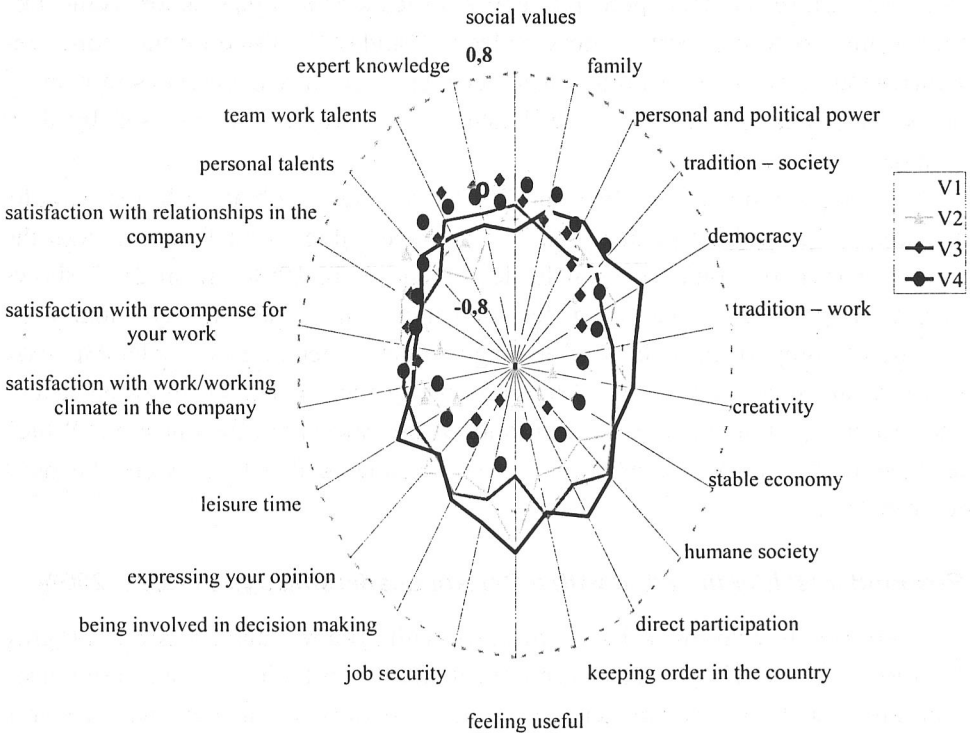 social values
0,8
expert knowledge
family
team work talents
personal and political power
personal talents
tradition – society
0
satisfaction with relationships in the
company
democracy
V1
V2
V3
V4
-0,8
satisfaction with recompense for
your work
tradition – work
satisfaction with work/working
climate in the company
creativity
leisure time
stable economy
expressing your opinion
humane society
being involved in decision making
direct participation
job security
keeping order in the country
feeling useful